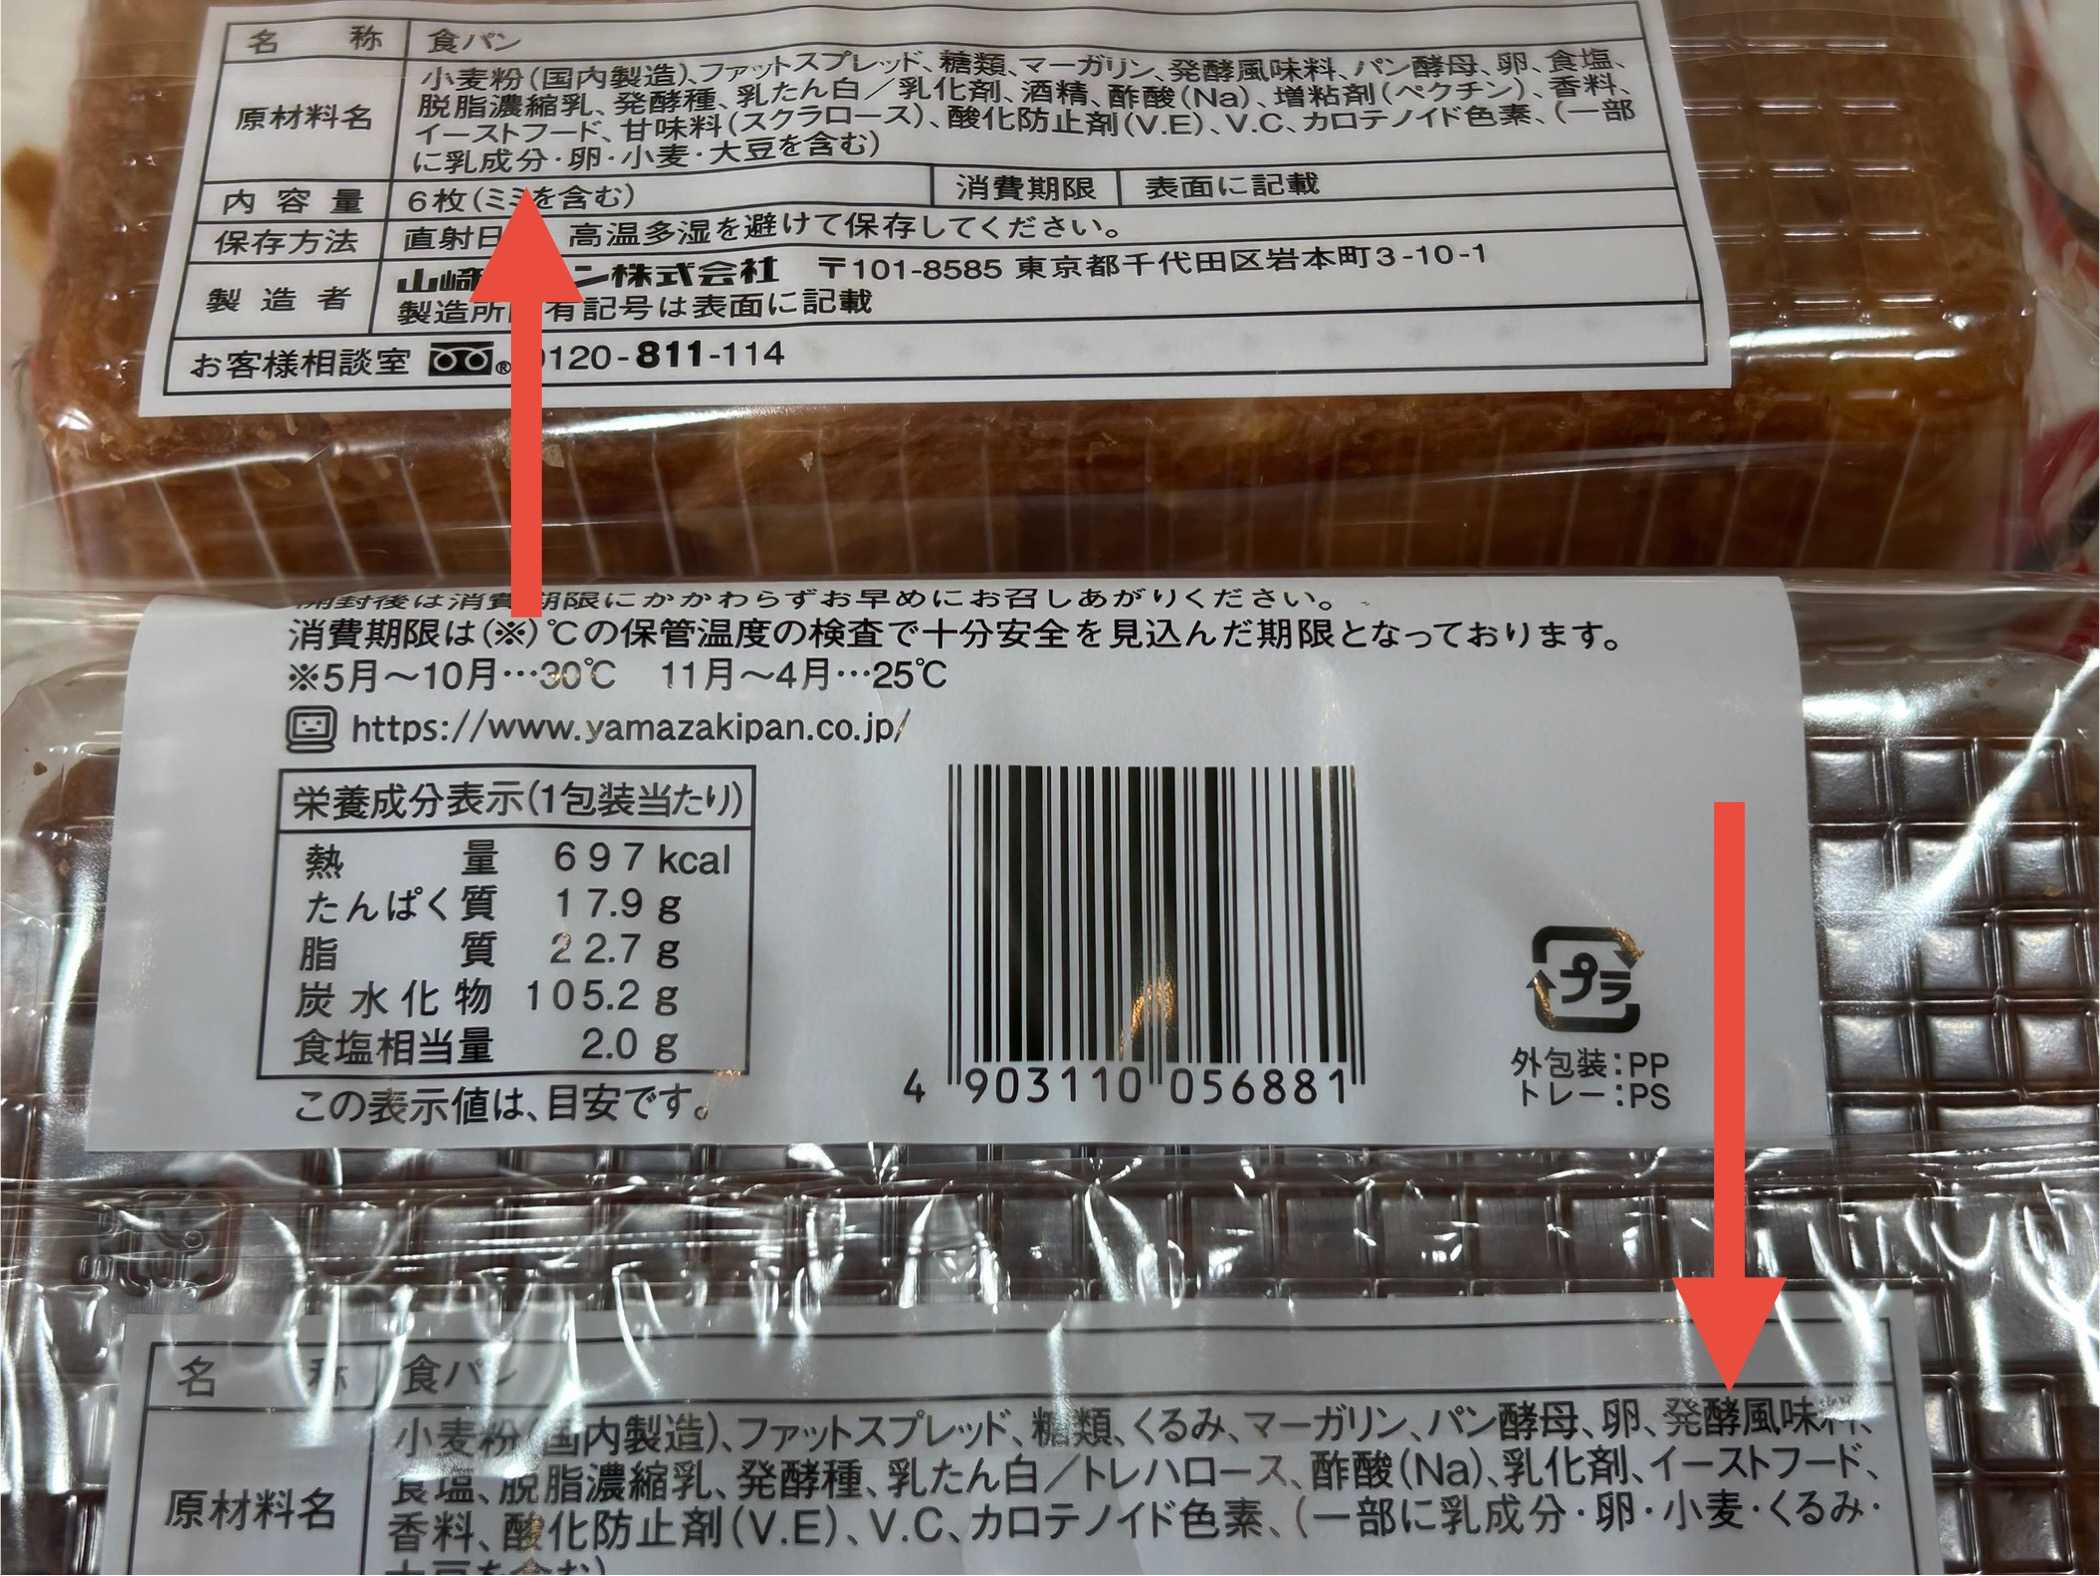 名称 食パン
原材料名
小麦粉(国内製造)、ファットスプレッド、糖類、マーガリン、発酵風味料、パン酵母、卵、食塩、
脱脂濃縮乳、発酵種、乳たん白/乳化剤、酒精、酢酸(Na)、増粘剤(ペクチン)、香料、
イーストフード、甘味料(スクラロース)、酸化防止剤(V.E)、V.C、カロテノイド色素、(一部
に乳成分・卵・小麦・大豆を含む)
内容量 6枚(ミミを含む) 消費期限 表面に記載
保存方法 直射日 高温多湿を避けて保存してください。
製造者 山崎 ン株式会社 〒101-8585 東京都千代田区岩本町3-10-1
製造所 有記号は表面に記載
お客様相談室 ® 0120-811-114
開封後は消費期限にかかわらずお早めにお召しあがりください。
消費期限は(※)℃の保管温度の検査で十分安全を見込んだ期限となっております。
※5月~10月…30℃ 11月~4月…25℃
https://www.yamazakipan.co.jp/
栄養成分表示(1包装当たり)
熱量 697 kcal
たんぱく質 17.9 g
脂質 22.7 g
炭水化物 105.2 g
食塩相当量 2.0 g
この表示値は、目安です。
4 903110 056881
プラ
外包装:PP
トレー:PS
名称 食パン
原材料名
小麦粉(国内製造)、ファットスプレッド、糖類、くるみ、マーガリン、パン酵母、卵、発酵風味料、
食塩、脱脂濃縮乳、発酵種、乳たん白/トレハロース、酢酸(Na)、乳化剤、イーストフード、
香料、酸化防止剤(V.E)、V.C、カロテノイド色素、(一部に乳成分・卵・小麦・くるみ・
大豆を含む)